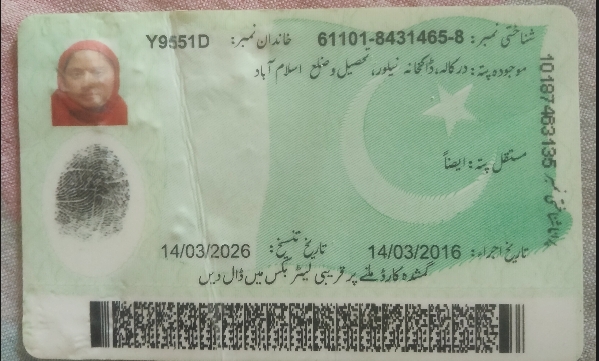 شناختی نمبر: 61101-8431465-8 خاندان نمبر: Y9551D
موجودہ پتہ: درکالہ، ڈاکخانہ نیلور، تحصیل و ضلع اسلام آباد
مستقل پتہ: ایضاً
تاریخ اجراء: 14/03/2016 تاریخ تنسیخ: 14/03/2026
گمشدہ کارڈ ملنے پر قریبی لیٹر بکس میں ڈال دیں
10187463135